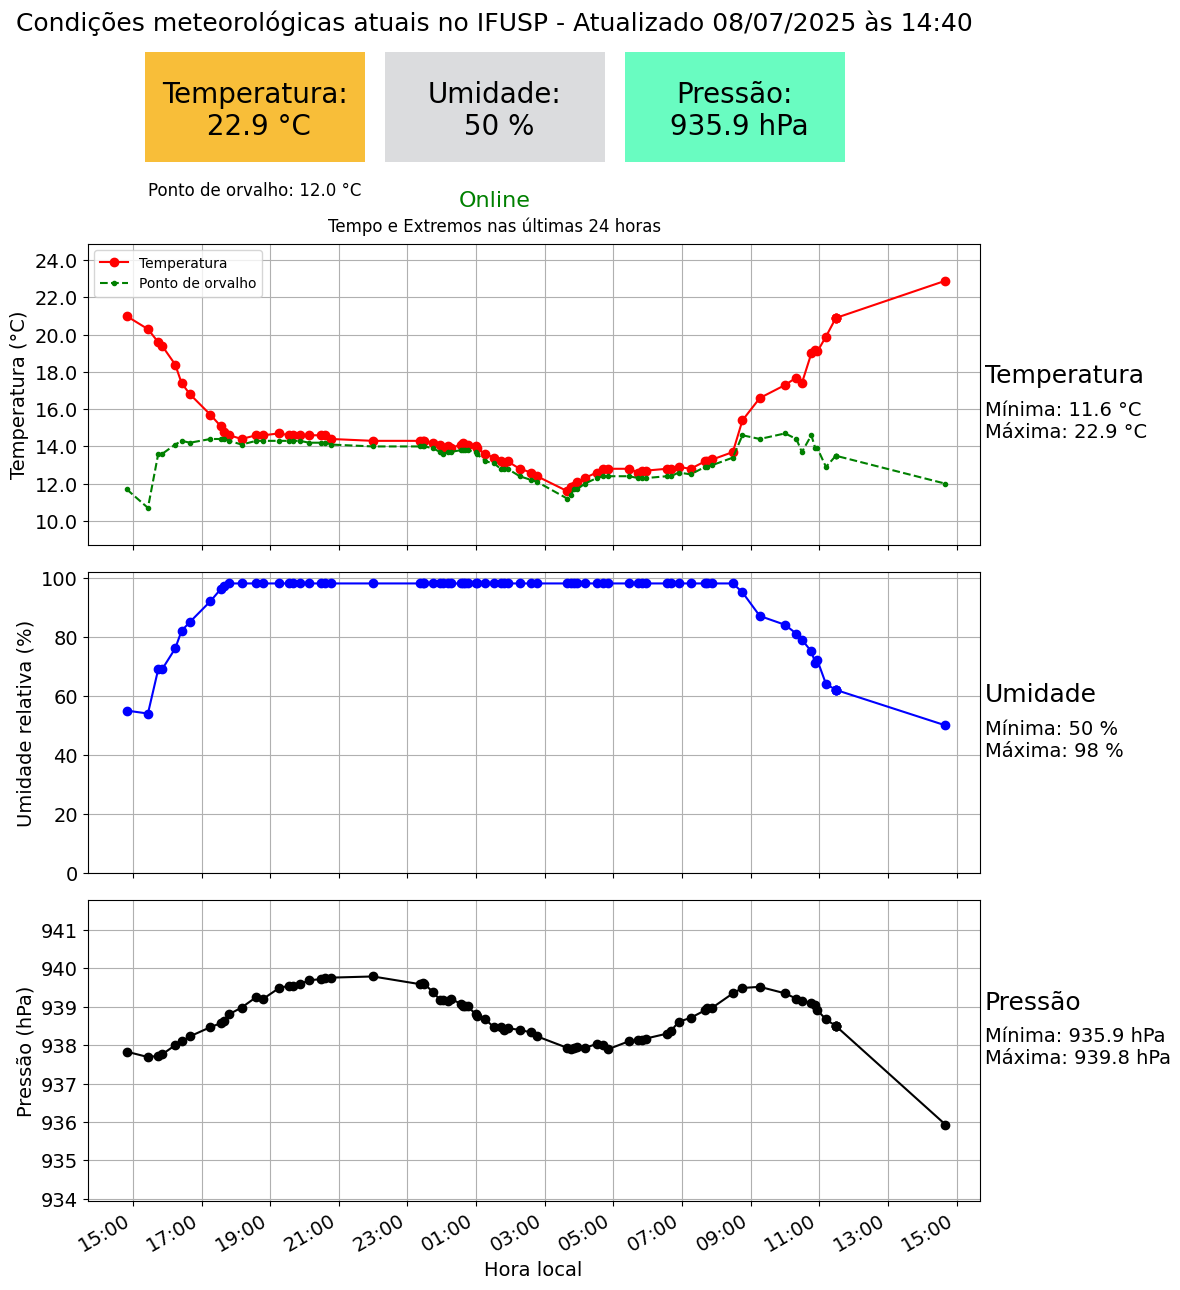 Condições meteorológicas atuais no IFUSP - Atualizado 08/07/2025 às 14:40
Temperatura:
22.9 °C
Umidade:
50 %
Pressão:
935.9 hPa
Ponto de orvalho: 12.0 °C
Online
Tempo e Extremos nas últimas 24 horas
Temperatura
Ponto de orvalho
Temperatura (°C)
24.0
22.0
20.0
18.0
16.0
14.0
12.0
10.0
Temperatura
Mínima: 11.6 °C
Máxima: 22.9 °C
Umidade relativa (%)
100
80
60
40
20
0
Umidade
Mínima: 50 %
Máxima: 98 %
Pressão (hPa)
941
940
939
938
937
936
935
934
Pressão
Mínima: 935.9 hPa
Máxima: 939.8 hPa
15:00
17:00
19:00
21:00
23:00
01:00
03:00
05:00
07:00
09:00
11:00
13:00
15:00
Hora local